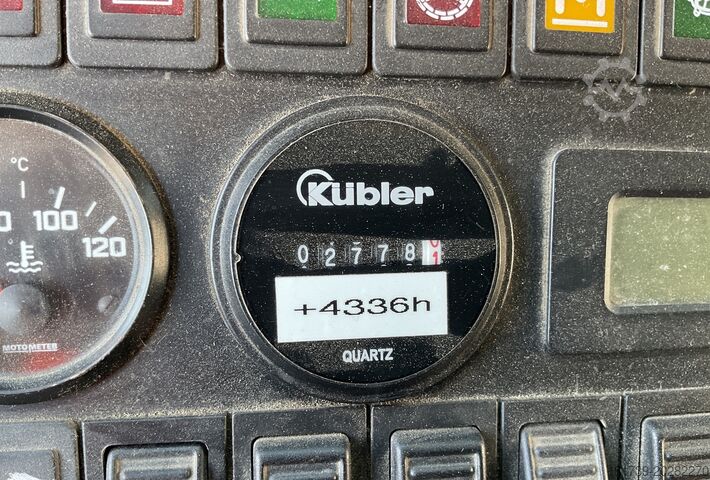 °C
100
120
MOTOMETER
Kübler
027781
+4336h
QUARTZ